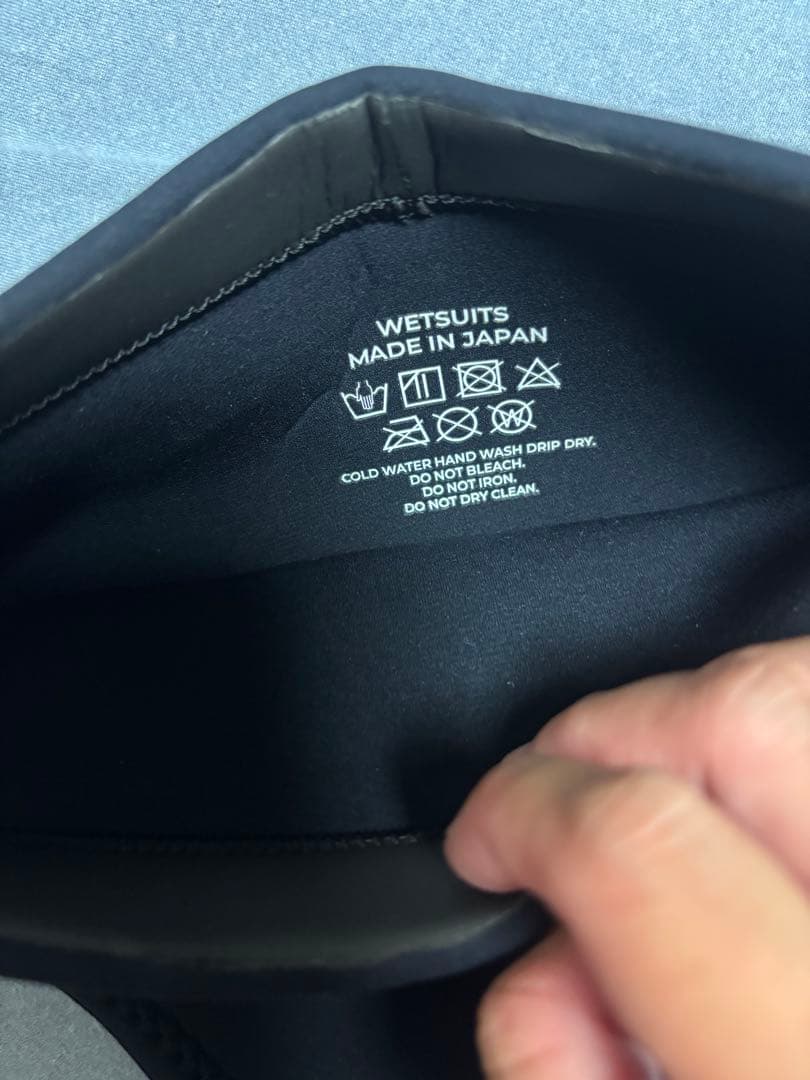 WETSUITS
MADE IN JAPAN
COLD WATER HAND WASH DRIP DRY.
DO NOT BLEACH.
DO NOT IRON.
DO NOT DRY CLEAN.